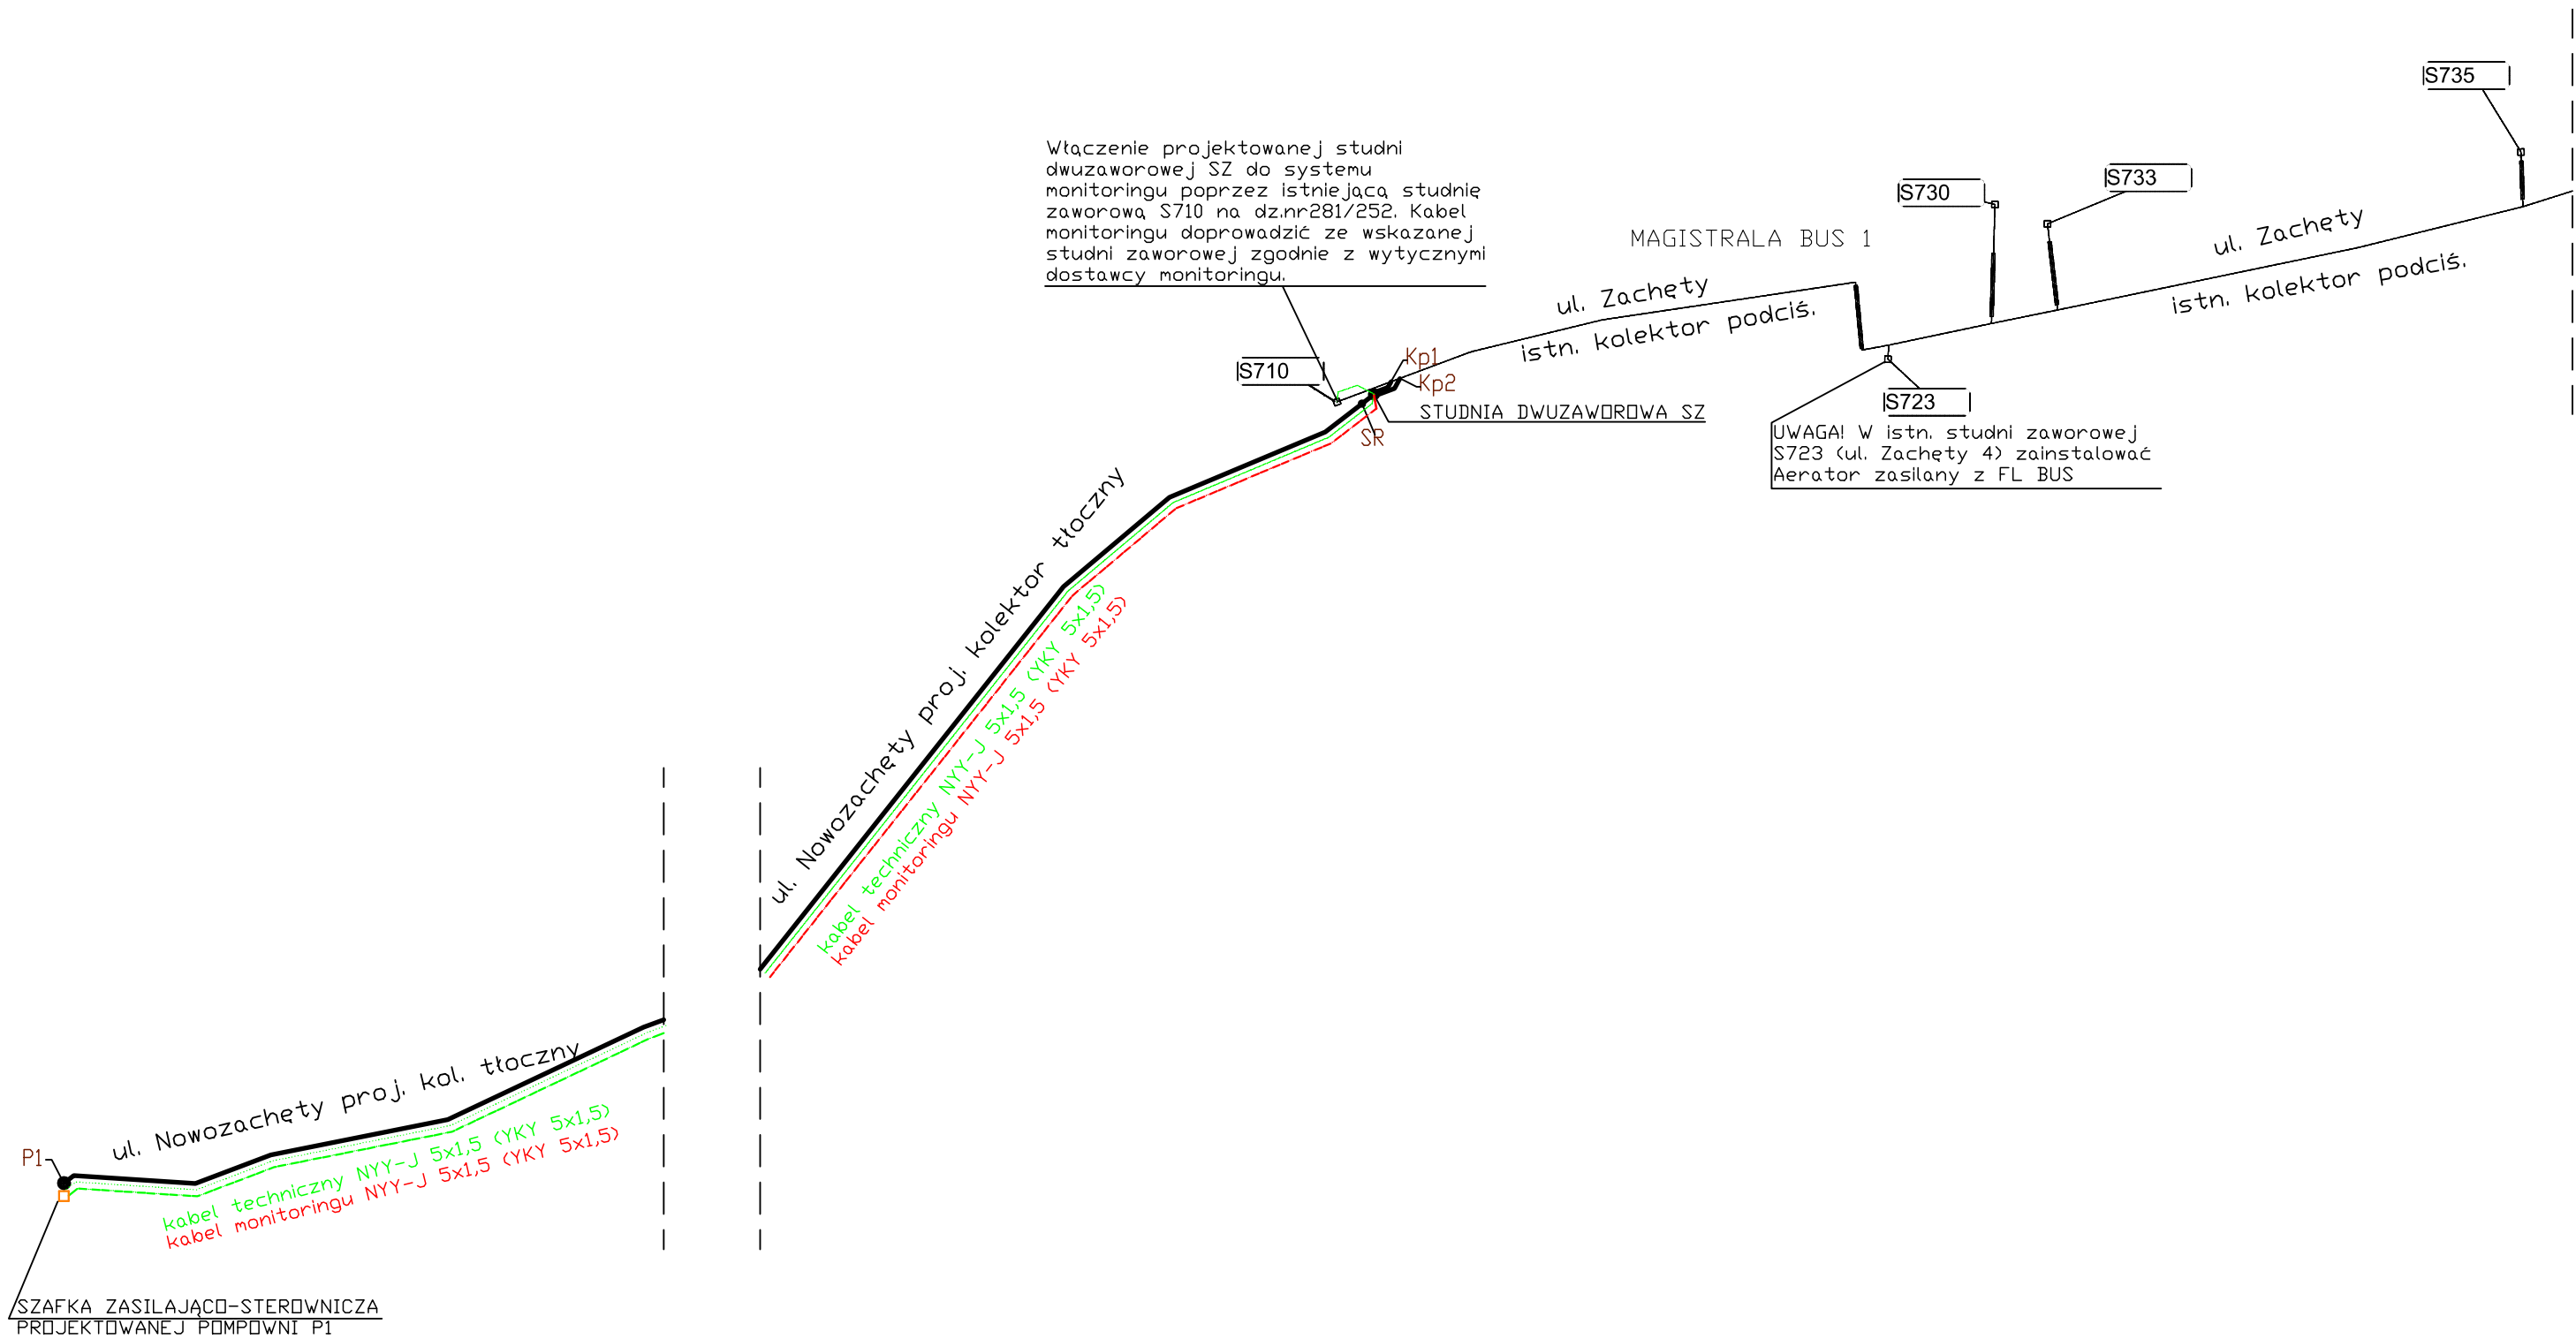 S735
Włączenie projektowanej studni
dwuzaworowej SZ do systemu
monitoringu poprzez istniejącą studnię
zaworową S710 na dz.nr281/252. Kabel
monitoringu doprowadzić ze wskazanej
studni zaworowej zgodnie z wytycznymi
dostawcy monitoringu.
S730
S733
MAGISTRALA BUS 1
ul. Zachęty
istn. kolektor podciś.
ul. Zachęty
istn. kolektor podciś.
S710
Kp1
Kp2
STUDNIA DWUZAWOROWA SZ
SR
S723
UWAGA! W istn. studni zaworowej
S723 (ul. Zachęty 4) zainstalować
Aerator zasilany z FL BUS
ul. Nowozachęty proj. kolektor tłoczny
kabel techniczny NYY-J 5x1,5 (YKY 5x1,5)
kabel monitoringu NYY-J 5x1,5 (YKY 5x1,5)
ul. Nowozachęty proj. kol. tłoczny
P1
kabel techniczny NYY-J 5x1,5 (YKY 5x1,5)
kabel monitoringu NYY-J 5x1,5 (YKY 5x1,5)
SZAFKA ZASILAJĄCO-STEROWNICZA
PROJEKTOWANEJ POMPOWNI P1